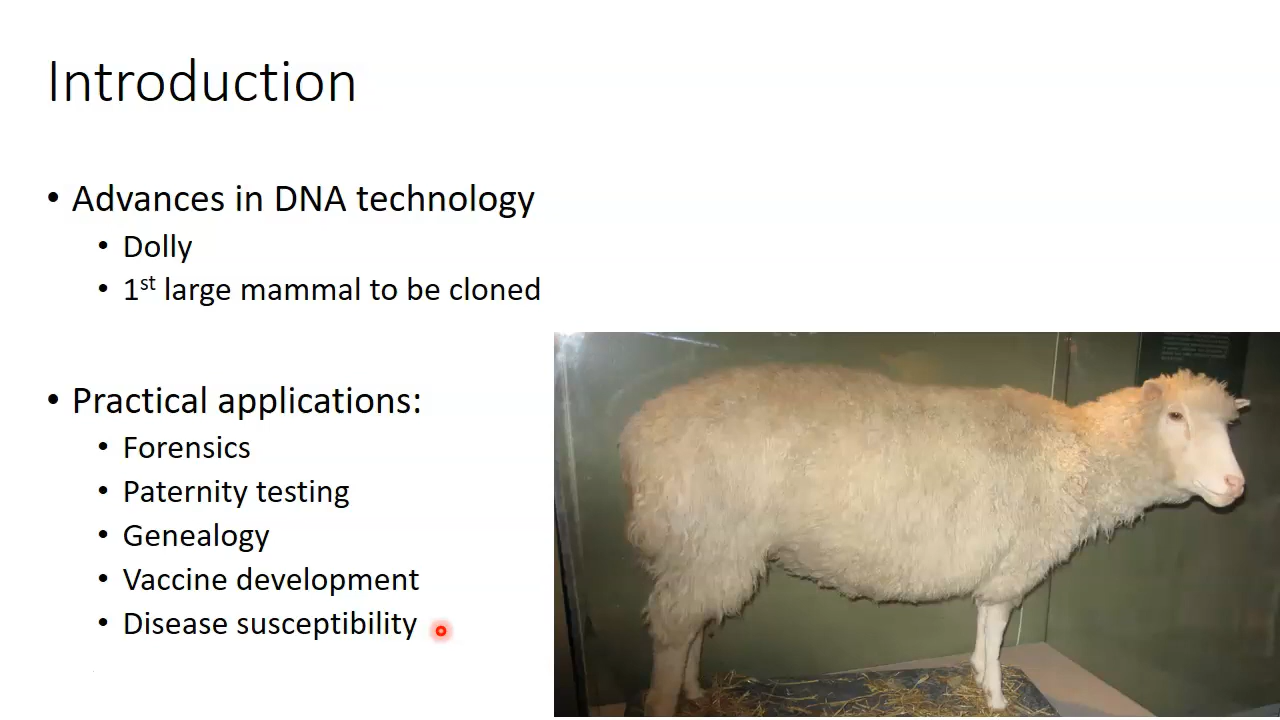 Introduction
• Advances in DNA technology
• Dolly
• 1st large mammal to be cloned
• Practical applications:
• Forensics
• Paternity testing
• Genealogy
• Vaccine development
• Disease susceptibility